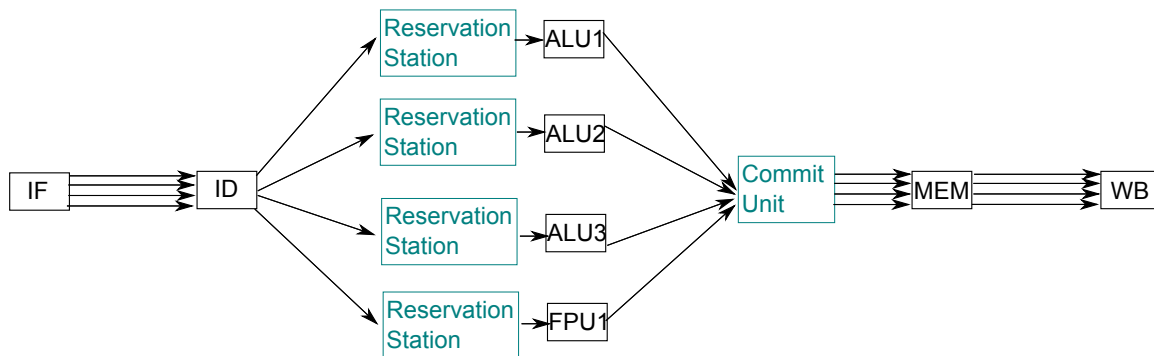 Reservation
Station
ALU1
Reservation
Station
ALU2
IF
ID
Commit
Unit
MEM
WB
Reservation
Station
ALU3
Reservation
Station
FPU1